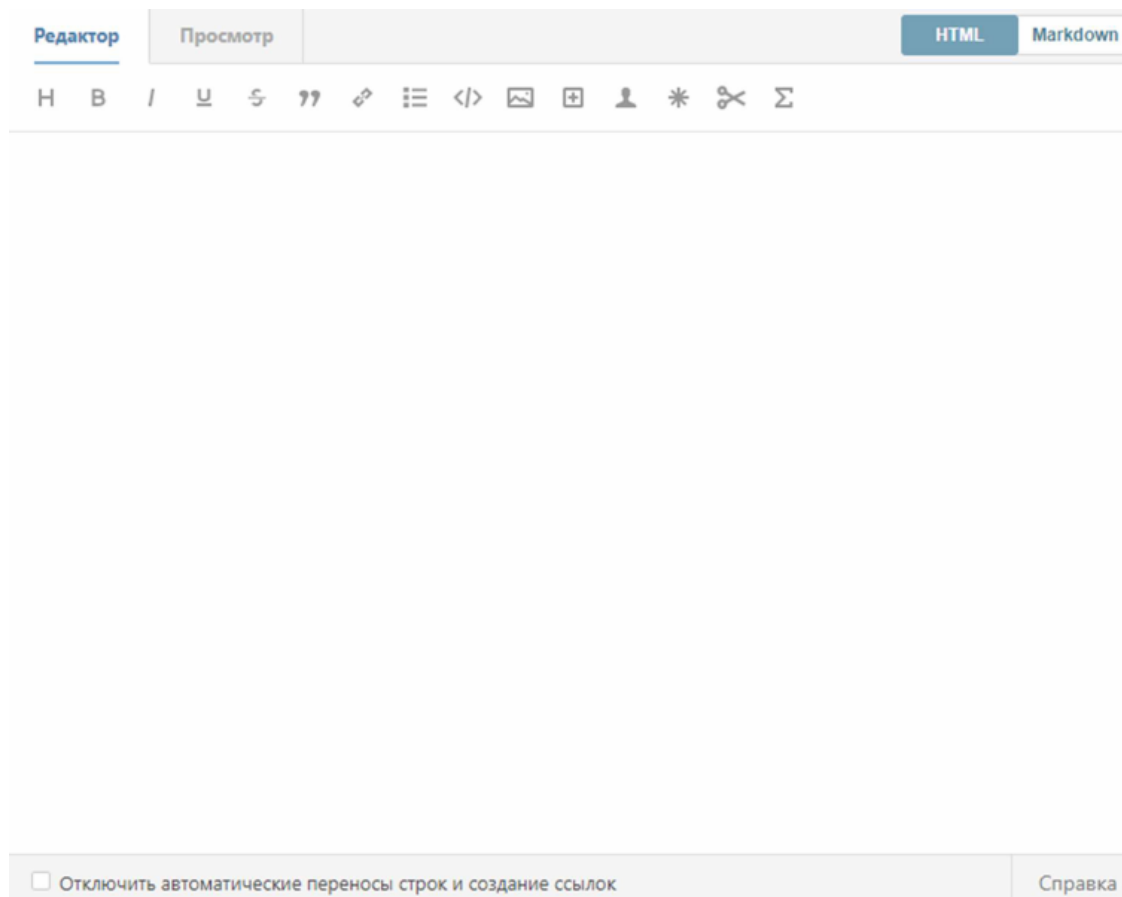 Редактор Просмотр HTML Markdown
H B I U S ❞ </> Σ
Отключить автоматические переносы строк и создание ссылок Справка